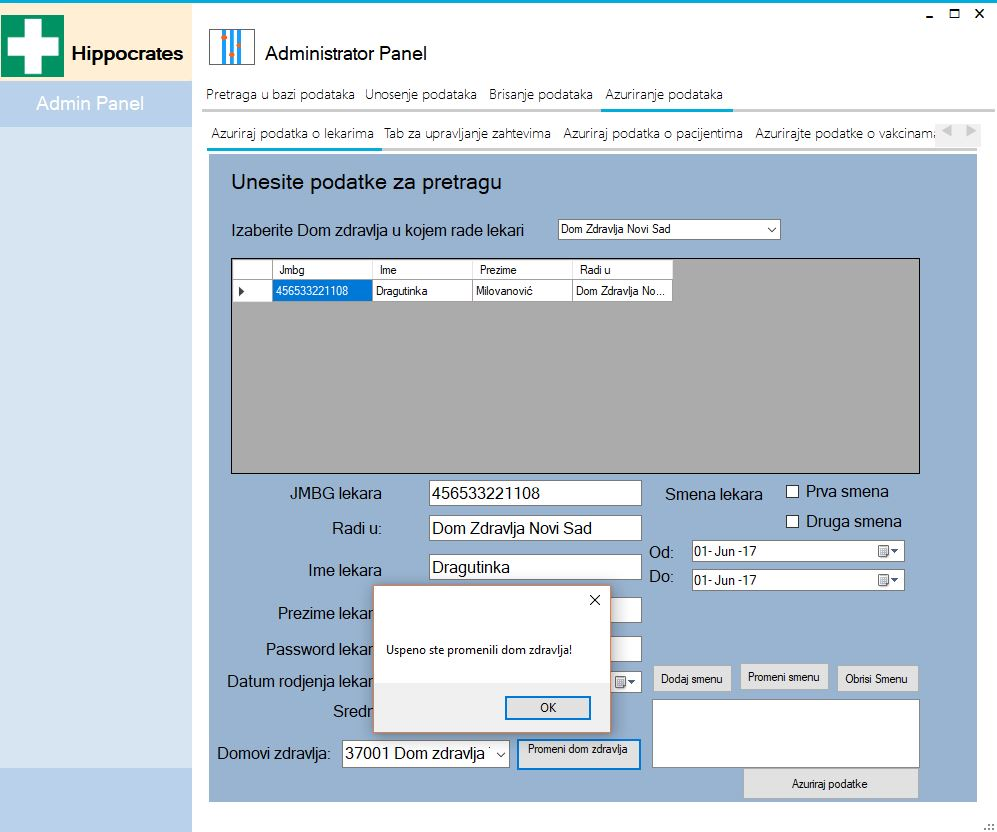 Hippocrates
Admin Panel
Administrator Panel
Pretraga u bazi podataka Unosenje podataka Brisanje podataka Azuriranje podataka
Azuriraj podatka o lekarima Tab za upravljanje zahtevima Azuriraj podatka o pacijentima Azurirajte podatke o vakcinama
Unesite podatke za pretragu
Izaberite Dom zdravlja u kojem rade lekari Dom Zdravlja Novi Sad
Jmbg Ime Prezime Radi u
456533221108 Dragutinka Milovanović Dom Zdravlja No...
JMBG lekara 456533221108 Smena lekara Prva smena
Druga smena
Radi u: Dom Zdravlja Novi Sad
Od: 01- Jun -17
Ime lekara Dragutinka
Do: 01- Jun -17
Prezime lekar
Uspeno ste promenili dom zdravlja!
Password lekar
Datum rodjenja lekar
Dodaj smenu Promeni smenu Obrisi Smenu
OK
Sredn
Domovi zdravlja: 37001 Dom zdravlja Promeni dom zdravlja
Azuriraj podatke